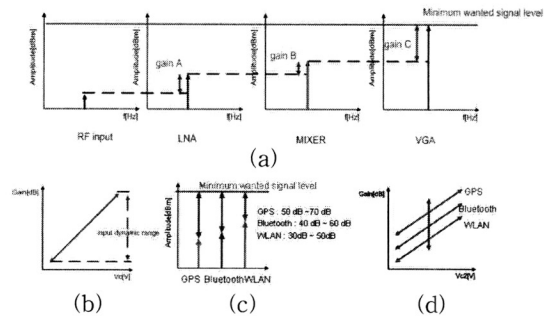 Minimum wanted signal level
Amplitude[dBm]
Amplitude[dBm]
Amplitude[dBm]
Amplitude[dBm]
gain A
gain B
gain C
f[Hz]
f[Hz]
f[Hz]
f[Hz]
RF input
LNA
MIXER
VGA
(a)
Gain[dB]
input dynamic range
Vc[V]
(b)
Amplitude[dBm]
Minimum wanted signal level
GPS : 50 dB ~70 dB
Bluetooth : 40 dB ~ 60 dB
WLAN : 30dB ~ 50dB
GPS Bluetooth WLAN
(c)
Gain[dB]
GPS
Bluetooth
WLAN
Vc2[V]
(d)